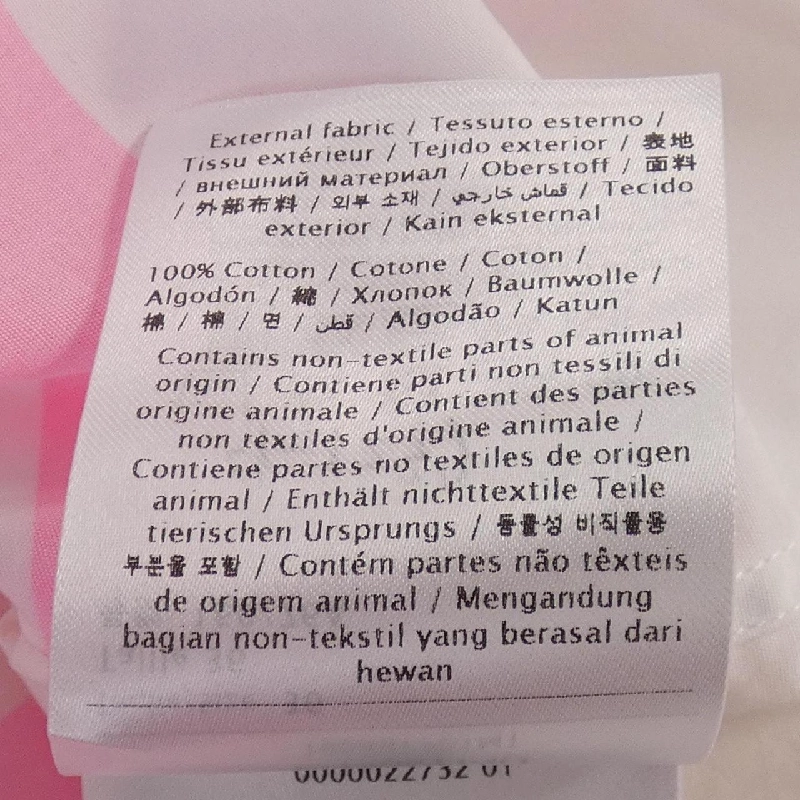 External fabric / Tessuto esterno /
Tissu extérieur / Tejido exterior / 表地
/ внешний материал / Oberstoff / 面料
/ 外部布料 / 외부 소재 / قماش خارجي / Tecido
exterior / Kain eksternal
100% Cotton / Cotone / Coton /
Algodón / 綿 / Хлопок / Baumwolle /
棉 / 棉 / 면 / قطن / Algodão / Katun
Contains non-textile parts of animal
origin / Contiene parti non tessili di
origine animale / Contient des parties
non textiles d'origine animale /
Contiene partes no textiles de origen
animal / Enthält nichttextile Teile
tierischen Ursprungs / 동물성 비직물용
부분을 포함 / Contém partes não têxteis
de origem animal / Mengandung
bagian non-tekstil yang berasal dari
hewan
0000022732 01